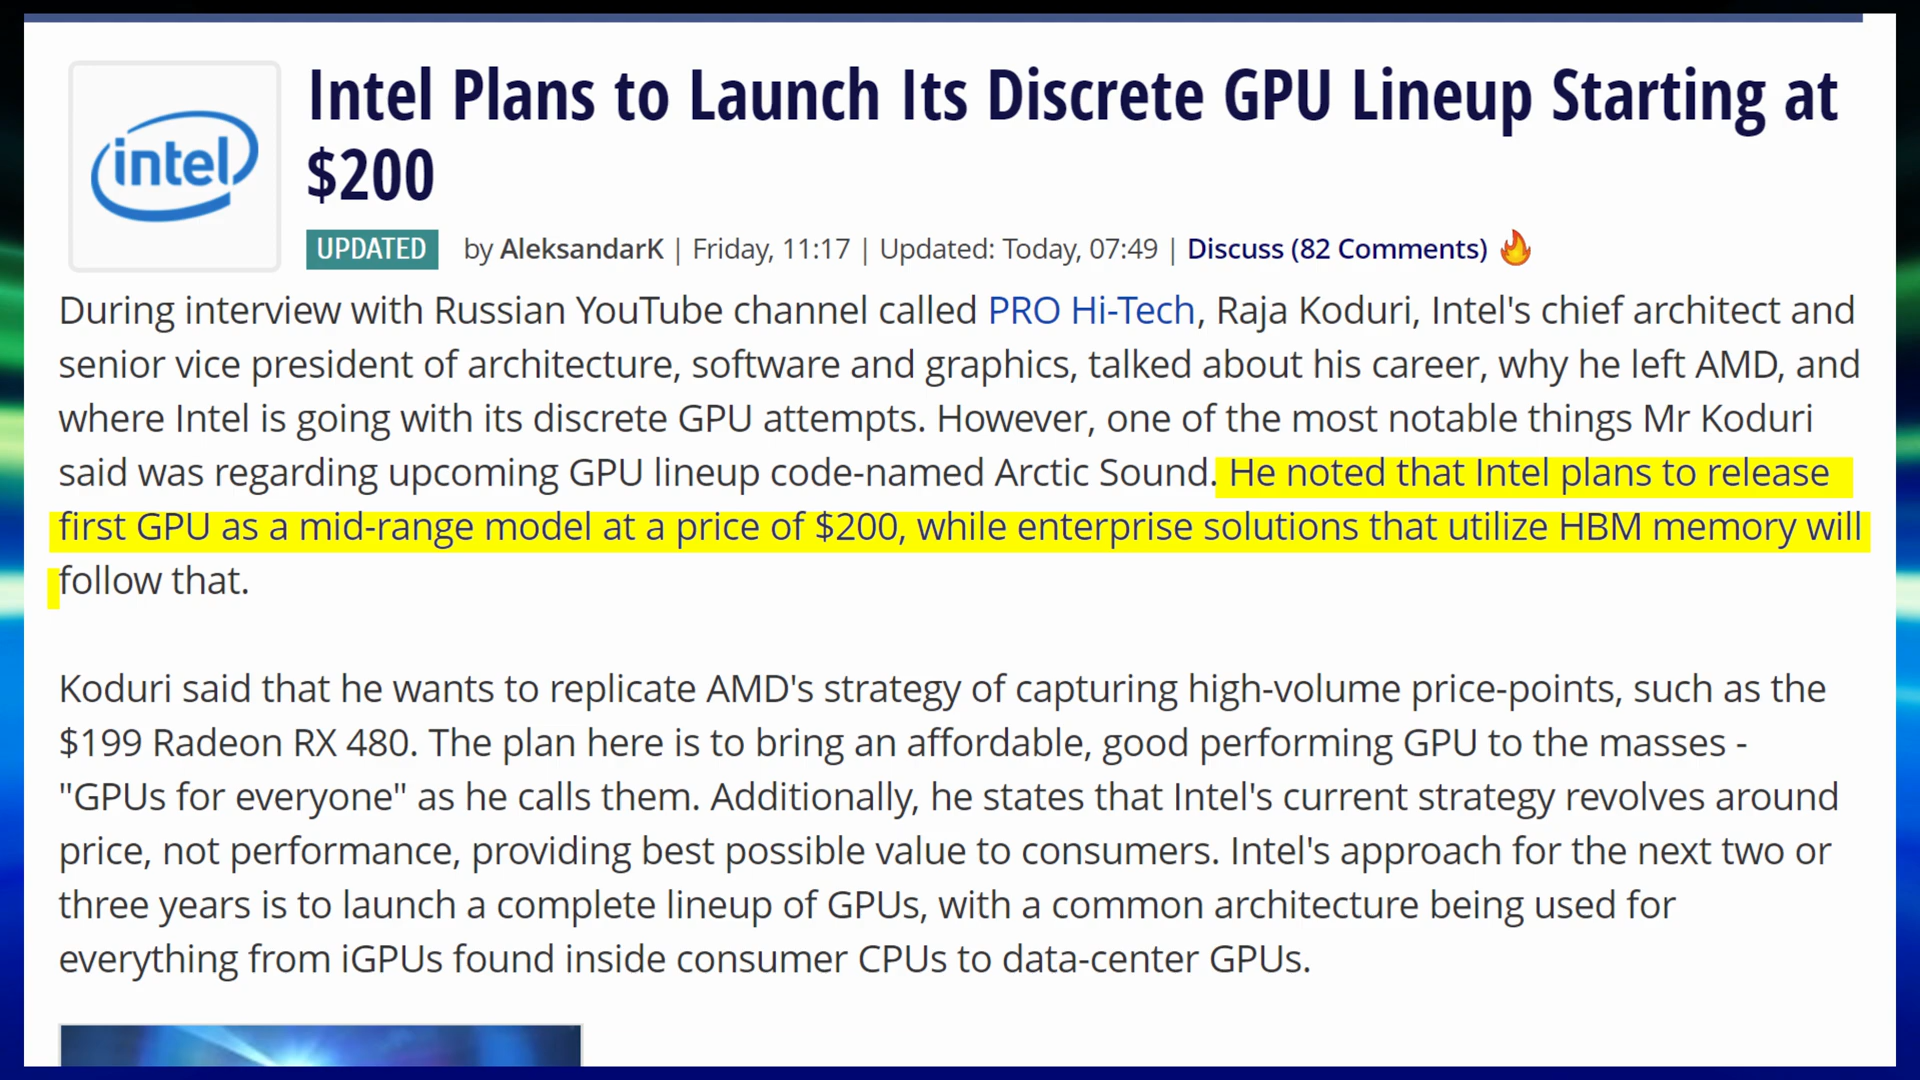 intel
Intel Plans to Launch Its Discrete GPU Lineup Starting at
$200
UPDATED by AleksandarK | Friday, 11:17 | Updated: Today, 07:49 | Discuss (82 Comments)
During interview with Russian YouTube channel called PRO Hi-Tech, Raja Koduri, Intel's chief architect and
senior vice president of architecture, software and graphics, talked about his career, why he left AMD, and
where Intel is going with its discrete GPU attempts. However, one of the most notable things Mr Koduri
said was regarding upcoming GPU lineup code-named Arctic Sound. He noted that Intel plans to release
first GPU as a mid-range model at a price of $200, while enterprise solutions that utilize HBM memory will
follow that.
Koduri said that he wants to replicate AMD's strategy of capturing high-volume price-points, such as the
$199 Radeon RX 480. The plan here is to bring an affordable, good performing GPU to the masses -
"GPUs for everyone" as he calls them. Additionally, he states that Intel's current strategy revolves around
price, not performance, providing best possible value to consumers. Intel's approach for the next two or
three years is to launch a complete lineup of GPUs, with a common architecture being used for
everything from iGPUs found inside consumer CPUs to data-center GPUs.